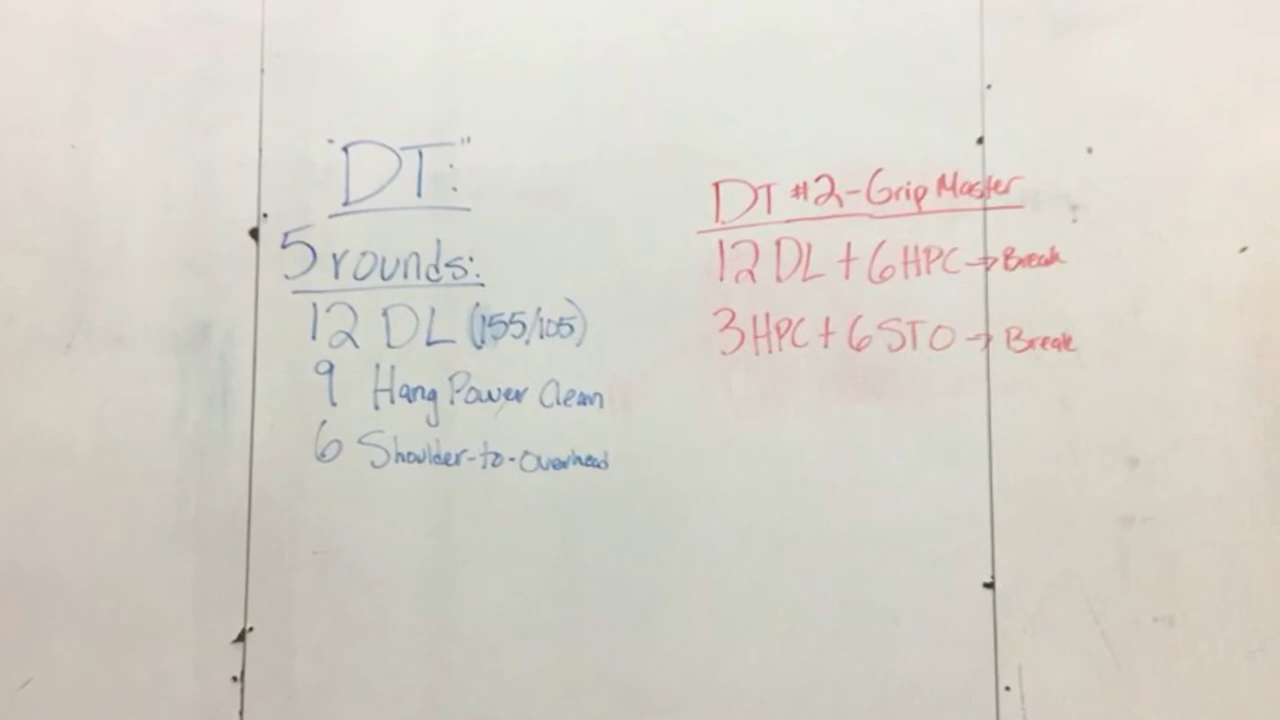 "DT:"
5 rounds:
12 DL (155/105)
9 Hang Power Clean
6 Shoulder-to-overhead
DT #2-Grip Master
12 DL + 6 HPC → Break
3 HPC + 6 STO → Break